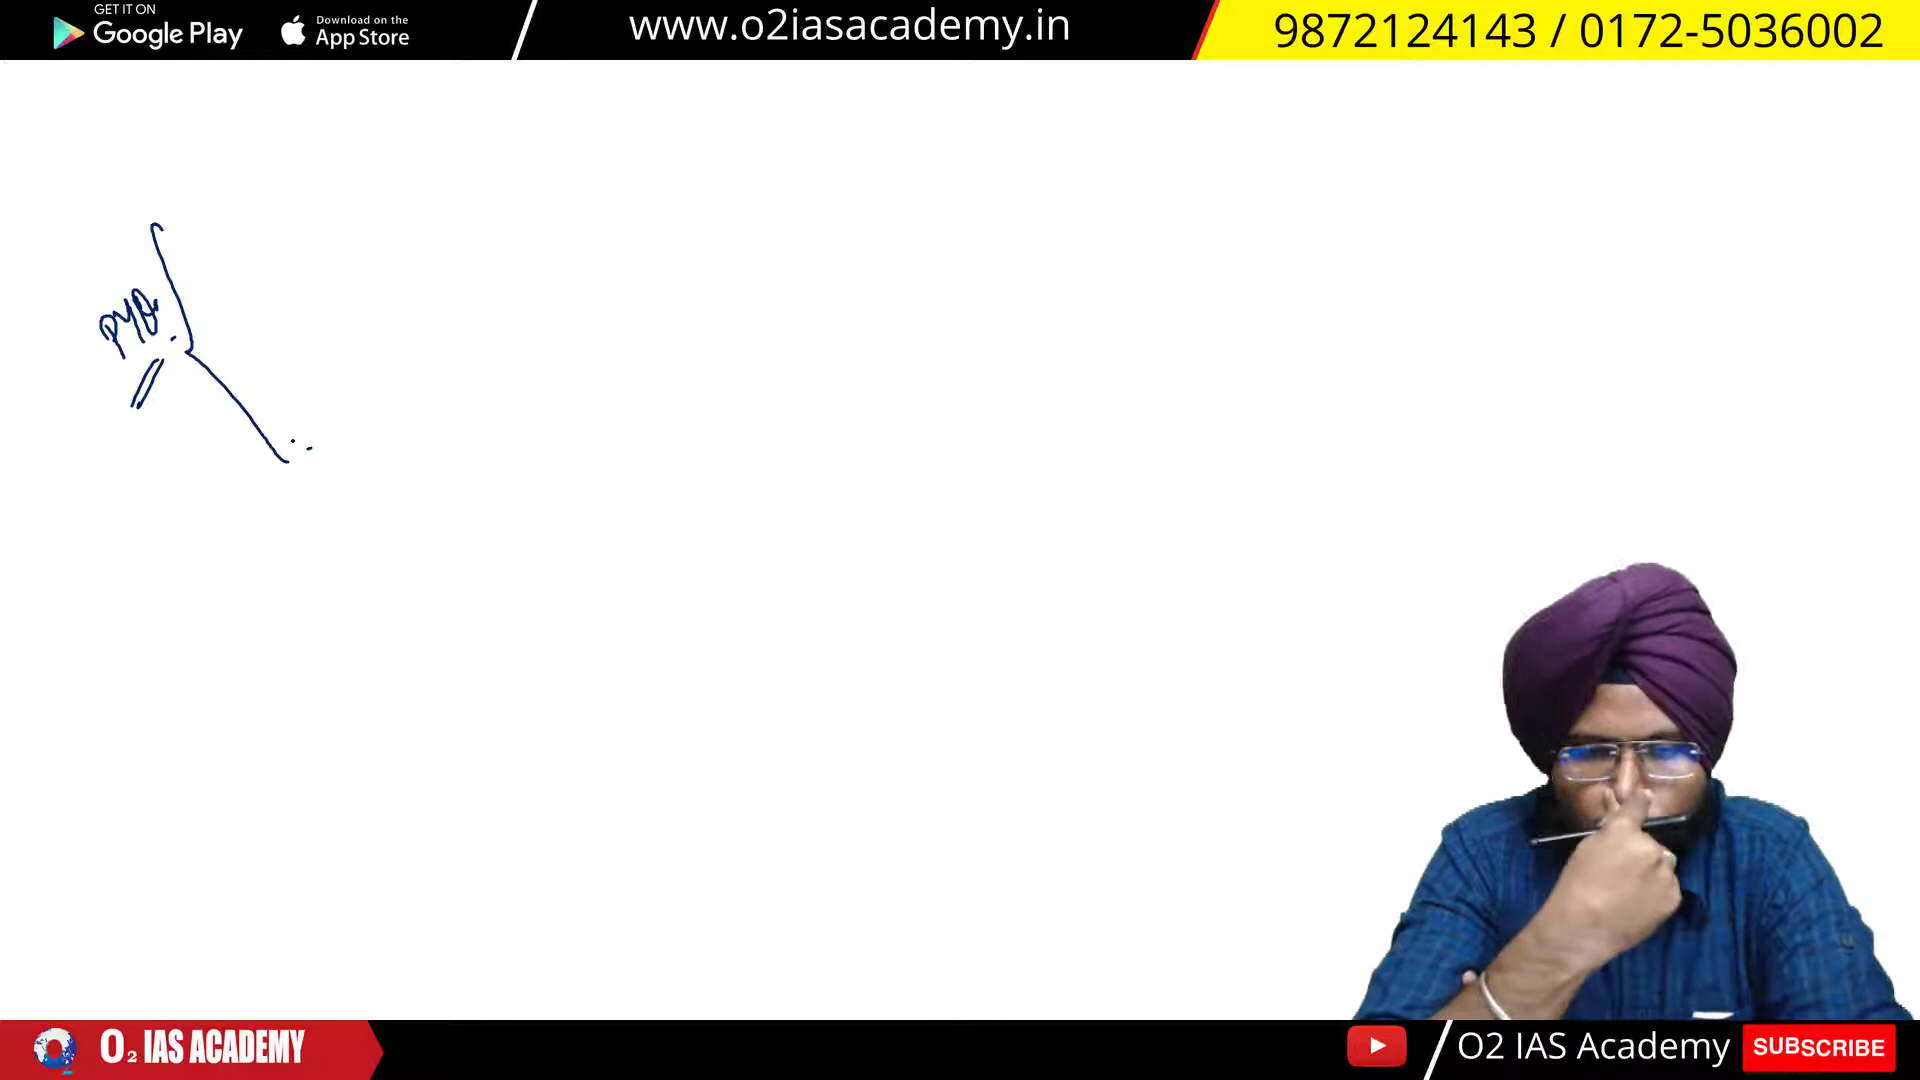 GET IT ON
Google Play
Download on the
App Store
www.o2iasacademy.in
9872124143 / 0172-5036002
PYQ.
O2 IAS ACADEMY
O2 IAS Academy
SUBSCRIBE